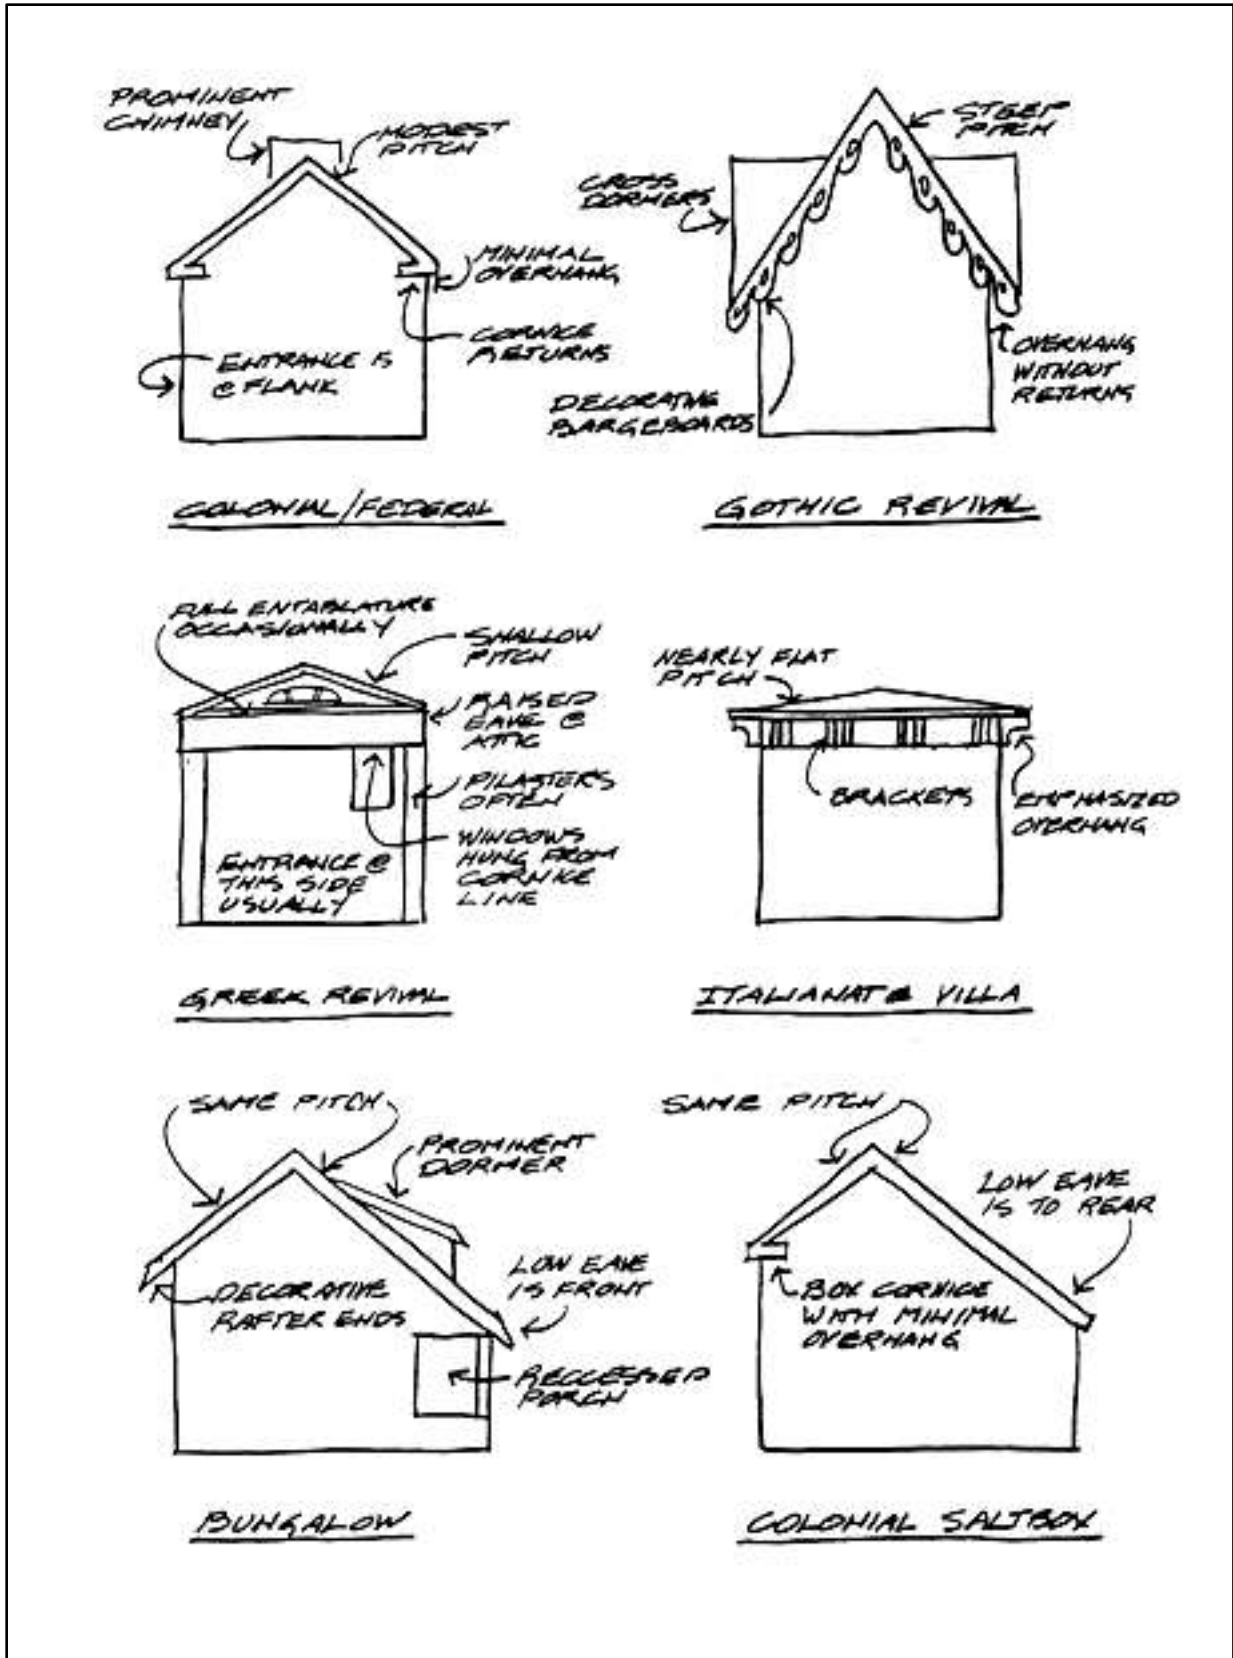 PROMINENT
CHIMNEY
MODEST
PITCH
MINIMAL
OVERHANG
CORNICE
RETURNS
ENTRANCE IS
@ FLANK
COLONIAL/FEDERAL
STEEP
PITCH
CROSS
DORMERS
OVERHANG
WITHOUT
RETURNS
DECORATIVE
BARGEBOARDS
GOTHIC REVIVAL
FULL ENTABLATURE
OCCASIONALLY
SHALLOW
PITCH
RAISED
EAVE @
ATTIC
PILASTERS
OFTEN
WINDOWS
HUNG FROM
CORNICE
LINE
ENTRANCE @
THIS SIDE
USUALLY
GREEK REVIVAL
NEARLY FLAT
PITCH
BRACKETS
EMPHASIZED
OVERHANG
ITALIANATE VILLA
SAME PITCH
PROMINENT
DORMER
LOW EAVE
IS FRONT
DECORATIVE
RAFTER ENDS
RECCESSED
PORCH
BUNGALOW
SAME PITCH
LOW EAVE
IS TO REAR
BOX CORNICE
WITH MINIMAL
OVERHANG
COLONIAL SALTBOX